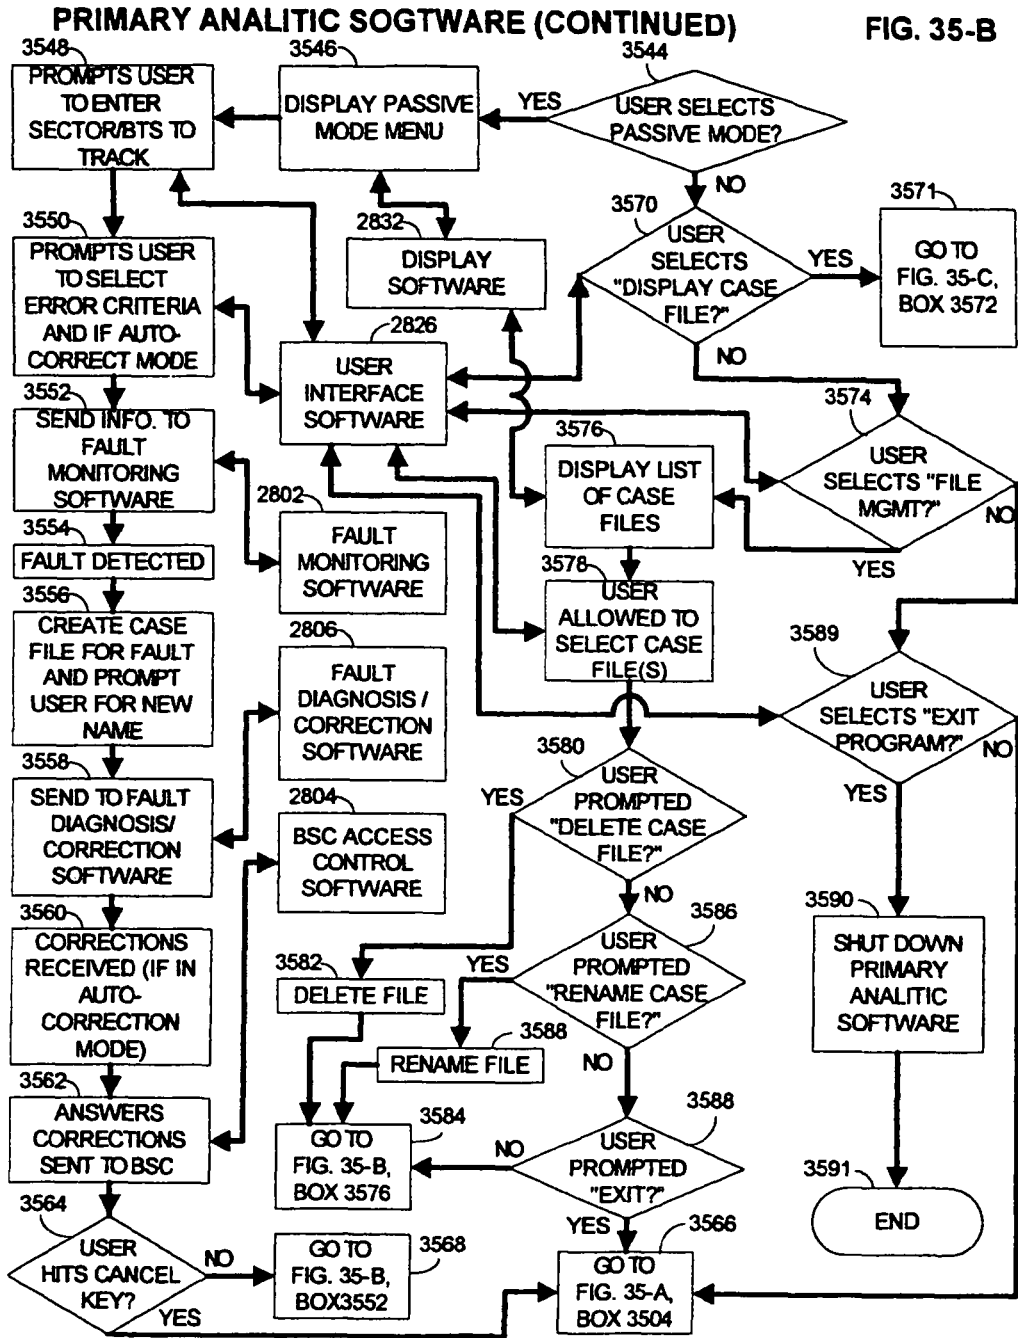 PRIMARY ANALITIC SOGTWARE (CONTINUED)
FIG. 35-B
3548
PROMPTS USER
TO ENTER
SECTOR/BTS TO
TRACK
3546
DISPLAY PASSIVE
MODE MENU
3544
USER SELECTS
PASSIVE MODE?
YES
NO
3550
PROMPTS USER
TO SELECT
ERROR CRITERIA
AND IF AUTO-
CORRECT MODE
2832
DISPLAY
SOFTWARE
3570
USER
SELECTS
"DISPLAY CASE
FILE?"
YES
NO
3571
GO TO
FIG. 35-C,
BOX 3572
2826
USER
INTERFACE
SOFTWARE
3552
SEND INFO. TO
FAULT
MONITORING
SOFTWARE
3574
USER
SELECTS "FILE
MGMT?"
NO
YES
3576
DISPLAY LIST
OF CASE
FILES
2802
FAULT
MONITORING
SOFTWARE
3554
FAULT DETECTED
3578
USER
ALLOWED TO
SELECT CASE
FILE(S)
3556
CREATE CASE
FILE FOR FAULT
AND PROMPT
USER FOR NEW
NAME
2806
FAULT
DIAGNOSIS /
CORRECTION
SOFTWARE
3589
USER
SELECTS "EXIT
PROGRAM?"
NO
YES
3558
SEND TO FAULT
DIAGNOSIS/
CORRECTION
SOFTWARE
3580
USER
PROMPTED
"DELETE CASE
FILE?"
YES
NO
2804
BSC ACCESS
CONTROL
SOFTWARE
3560
CORRECTIONS
RECEIVED (IF IN
AUTO-
CORRECTION
MODE)
3586
USER
PROMPTED
"RENAME CASE
FILE?"
YES
NO
3590
SHUT DOWN
PRIMARY
ANALITIC
SOFTWARE
3582
DELETE FILE
3588
RENAME FILE
3562
ANSWERS
CORRECTIONS
SENT TO BSC
3584
GO TO
FIG. 35-B,
BOX 3576
3588
USER
PROMPTED
"EXIT?"
NO
YES
3591
END
3564
USER
HITS CANCEL
KEY?
NO
YES
3568
GO TO
FIG. 35-B,
BOX3552
3566
GO TO
FIG. 35-A,
BOX 3504